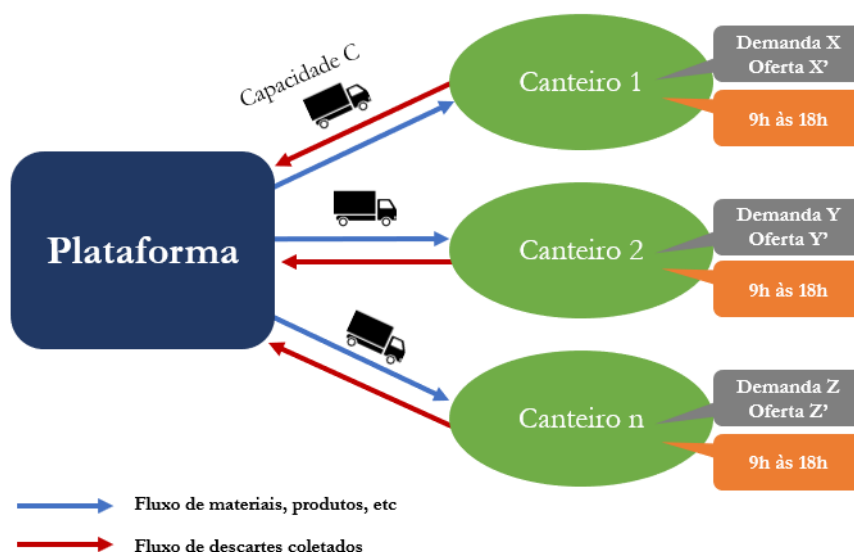 Capacidade C
Plataforma
Canteiro 1
Demanda X
Oferta X’
9h às 18h
Canteiro 2
Demanda Y
Oferta Y’
9h às 18h
Canteiro n
Demanda Z
Oferta Z’
9h às 18h
Fluxo de materiais, produtos, etc
Fluxo de descartes coletados